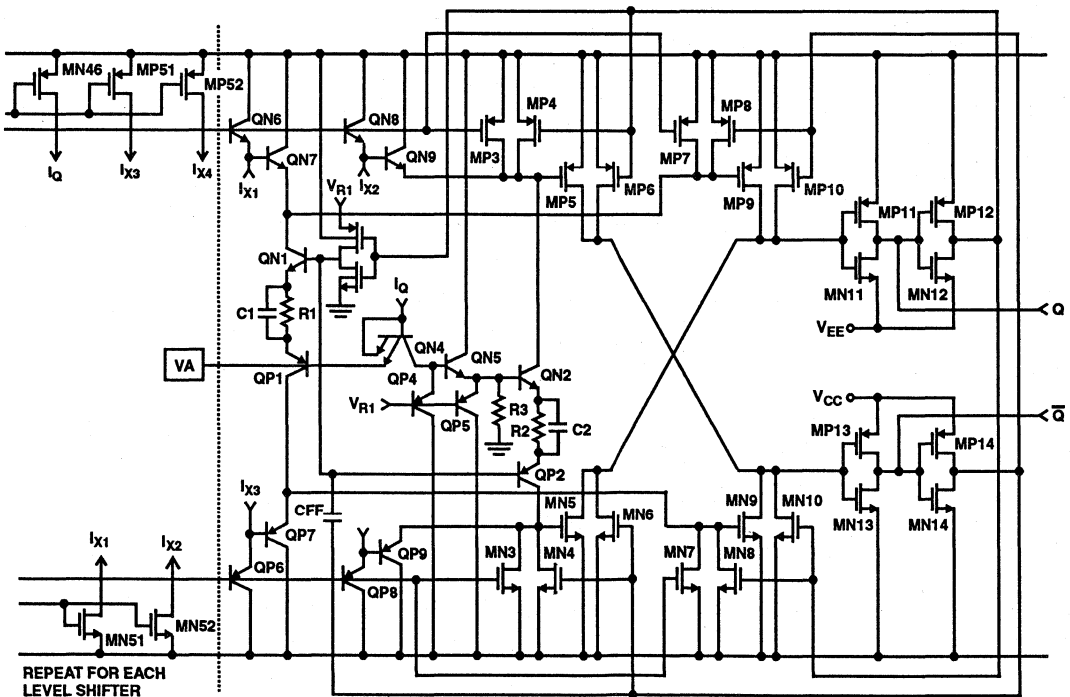 MN46
MP51
MP52
IQ
IX3
IX4
QN6
QN7
IX1
QN8
QN9
IX2
VR1
MP4
MP3
MP5
MP6
MP8
MP7
MP9
MP10
MP11
MP12
MN11
MN12
VEE
Q
QN1
C1
R1
IQ
QN4
QN5
QN2
VA
QP1
QP4
VR1
QP5
R3
R2
C2
QP2
VCC
Q̅
MP13
MP14
MN13
MN14
IX3
CFF
QP7
QP6
QP9
QP8
MN5
MN6
MN3
MN4
MN9
MN10
MN7
MN8
IX1
IX2
MN51
MN52
REPEAT FOR EACH
LEVEL SHIFTER